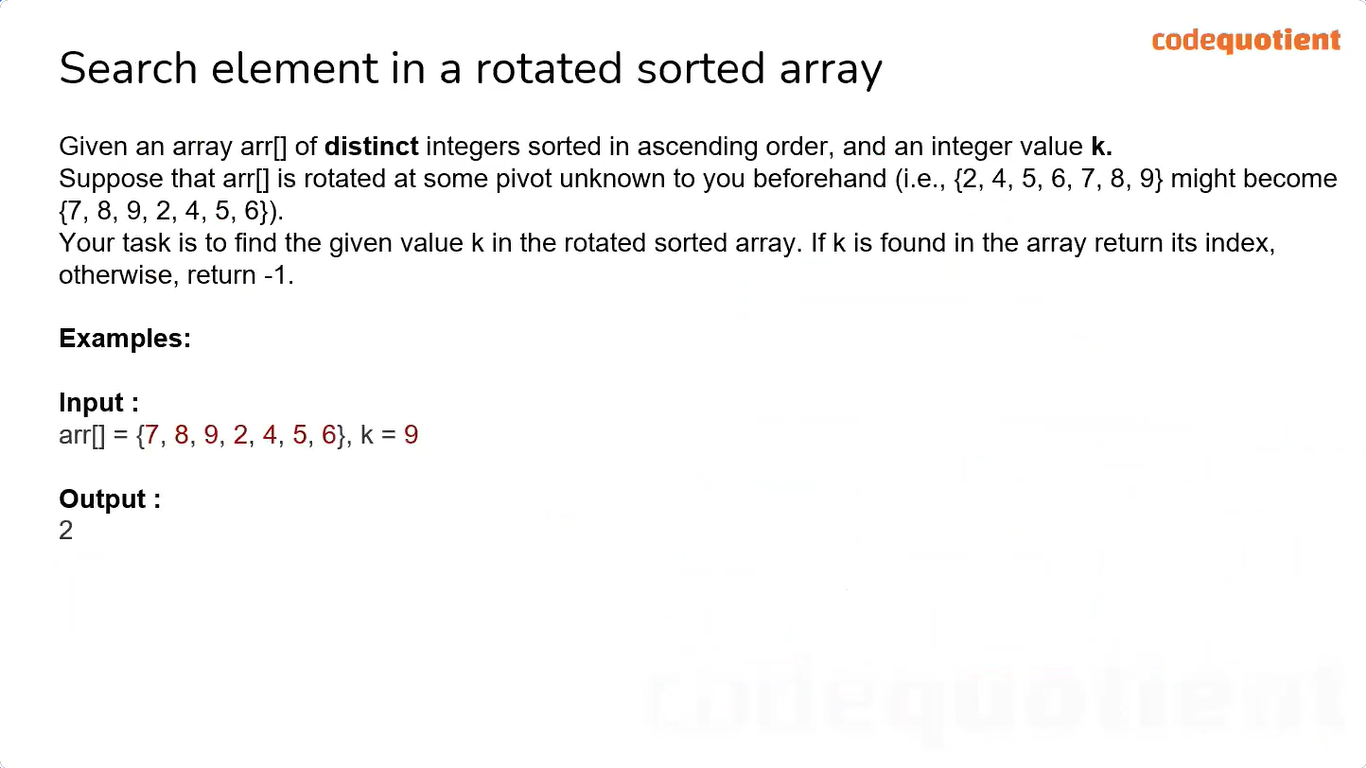 codequotient
Search element in a rotated sorted array
Given an array arr[] of distinct integers sorted in ascending order, and an integer value k.
Suppose that arr[] is rotated at some pivot unknown to you beforehand (i.e., {2, 4, 5, 6, 7, 8, 9} might become
{7, 8, 9, 2, 4, 5, 6}).
Your task is to find the given value k in the rotated sorted array. If k is found in the array return its index,
otherwise, return -1.
Examples:
Input :
arr[] = {7, 8, 9, 2, 4, 5, 6}, k = 9
Output :
2
codequotient